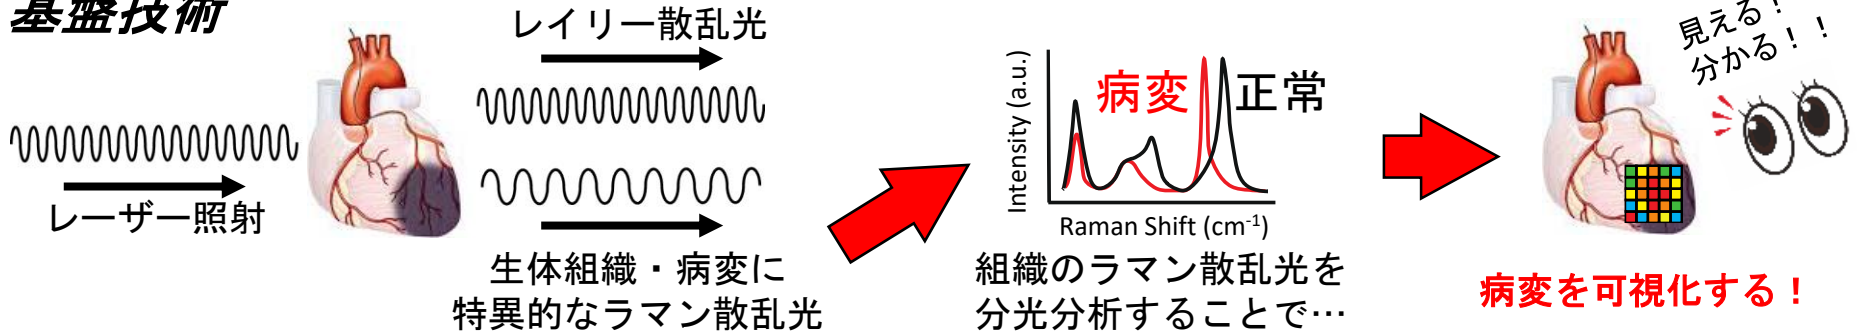 基盤技術
レーザー照射
レイリー散乱光
生体組織・病変に
特異的なラマン散乱光
Intensity (a.u.)
病変
正常
Raman Shift (cm⁻¹)
組織のラマン散乱光を
分光分析することで…
見える！
分かる！！
病変を可視化する！